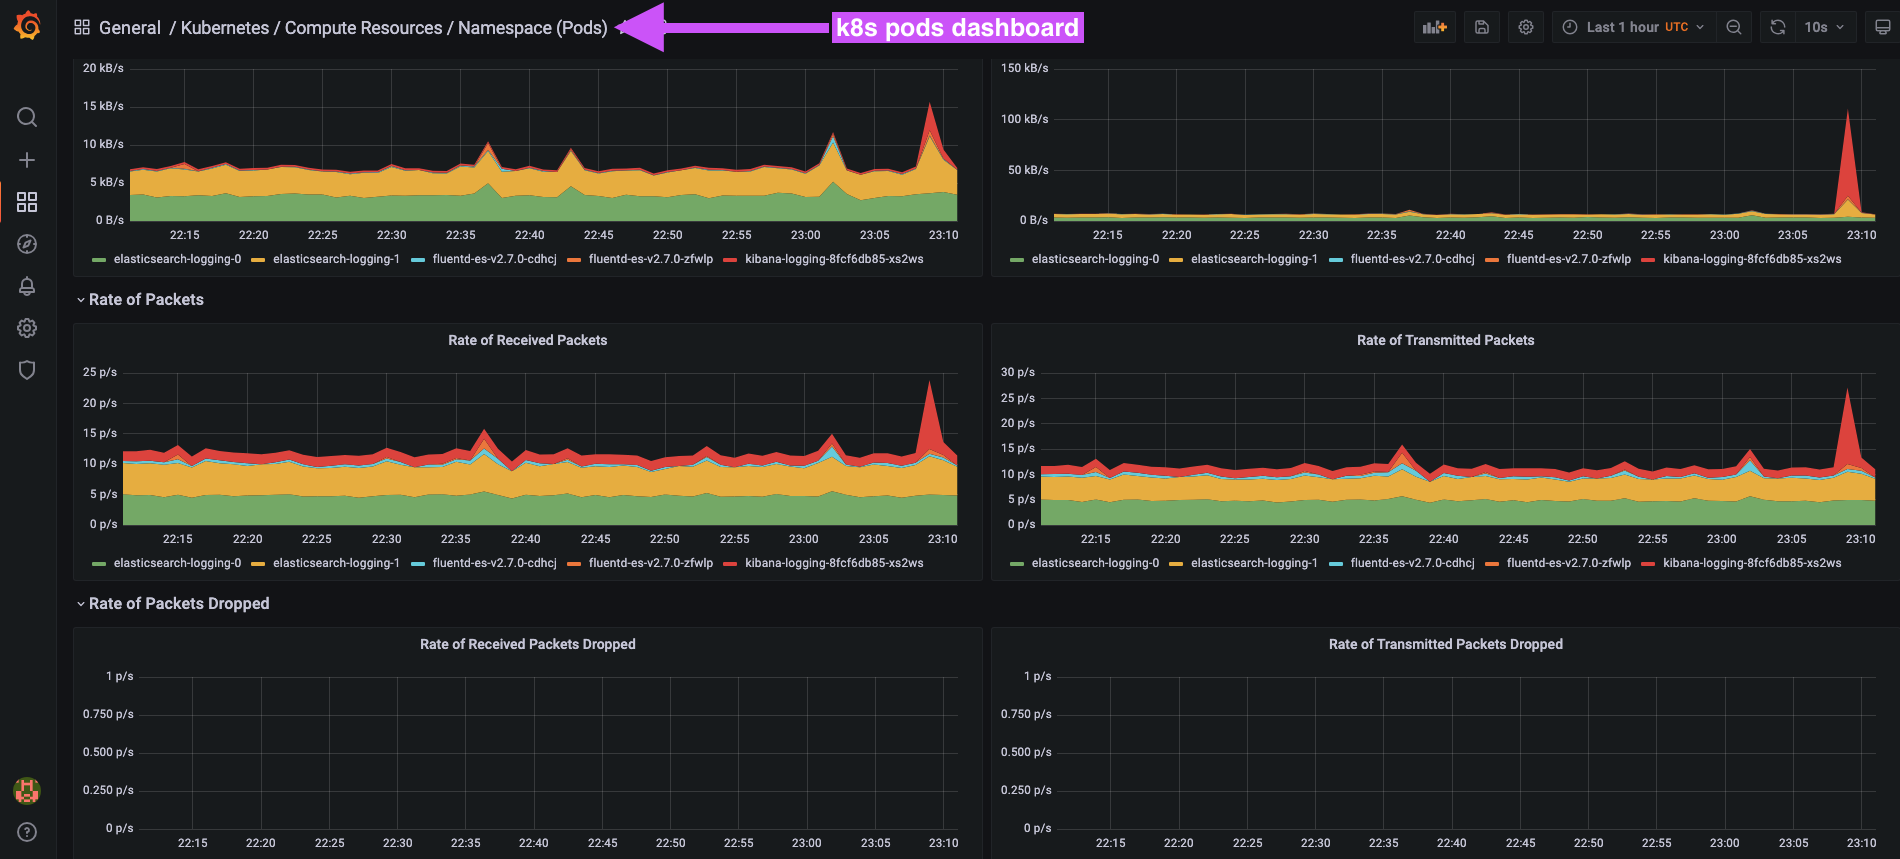 General / Kubernetes / Compute Resources / Namespace (Pods)
k8s pods dashboard
Last 1 hour UTC
10s
20 kB/s
15 kB/s
10 kB/s
5 kB/s
0 B/s
22:15 22:20 22:25 22:30 22:35 22:40 22:45 22:50 22:55 23:00 23:05 23:10
elasticsearch-logging-0 elasticsearch-logging-1 fluentd-es-v2.7.0-cdhcj fluentd-es-v2.7.0-zfwlp kibana-logging-8fcf6db85-xs2ws
150 kB/s
100 kB/s
50 kB/s
0 B/s
22:15 22:20 22:25 22:30 22:35 22:40 22:45 22:50 22:55 23:00 23:05 23:10
elasticsearch-logging-0 elasticsearch-logging-1 fluentd-es-v2.7.0-cdhcj fluentd-es-v2.7.0-zfwlp kibana-logging-8fcf6db85-xs2ws
Rate of Packets
Rate of Received Packets
25 p/s
20 p/s
15 p/s
10 p/s
5 p/s
0 p/s
22:15 22:20 22:25 22:30 22:35 22:40 22:45 22:50 22:55 23:00 23:05 23:10
elasticsearch-logging-0 elasticsearch-logging-1 fluentd-es-v2.7.0-cdhcj fluentd-es-v2.7.0-zfwlp kibana-logging-8fcf6db85-xs2ws
Rate of Transmitted Packets
30 p/s
25 p/s
20 p/s
15 p/s
10 p/s
5 p/s
0 p/s
22:15 22:20 22:25 22:30 22:35 22:40 22:45 22:50 22:55 23:00 23:05 23:10
elasticsearch-logging-0 elasticsearch-logging-1 fluentd-es-v2.7.0-cdhcj fluentd-es-v2.7.0-zfwlp kibana-logging-8fcf6db85-xs2ws
Rate of Packets Dropped
Rate of Received Packets Dropped
1 p/s
0.750 p/s
0.500 p/s
0.250 p/s
0 p/s
22:15 22:20 22:25 22:30 22:35 22:40 22:45 22:50 22:55 23:00 23:05 23:10
Rate of Transmitted Packets Dropped
1 p/s
0.750 p/s
0.500 p/s
0.250 p/s
0 p/s
22:15 22:20 22:25 22:30 22:35 22:40 22:45 22:50 22:55 23:00 23:05 23:10